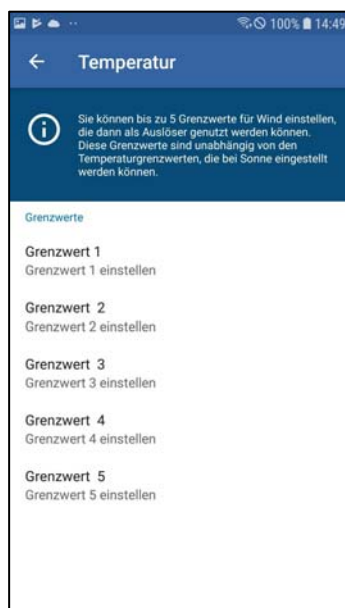 100% 14:49
Temperatur
Sie können bis zu 5 Grenzwerte für Wind einstellen,
die dann als Auslöser genutzt werden können.
Diese Grenzwerte sind unabhängig von den
Temperaturgrenzwerten, die bei Sonne eingestellt
werden können.
Grenzwerte
Grenzwert 1
Grenzwert 1 einstellen
Grenzwert 2
Grenzwert 2 einstellen
Grenzwert 3
Grenzwert 3 einstellen
Grenzwert 4
Grenzwert 4 einstellen
Grenzwert 5
Grenzwert 5 einstellen